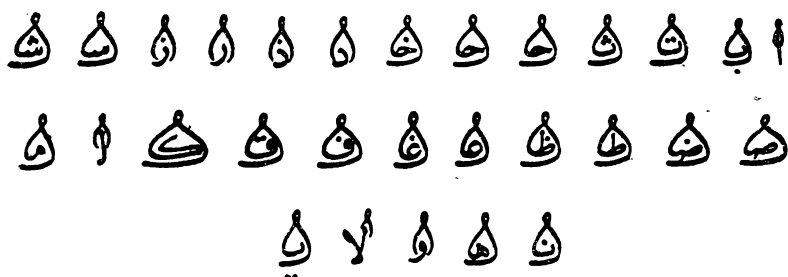 ا ب ت ث ج ح خ د ذ ر ز س ش
ص ض ط ظ ع غ ف ق ك ل م
ن ه و لا ي